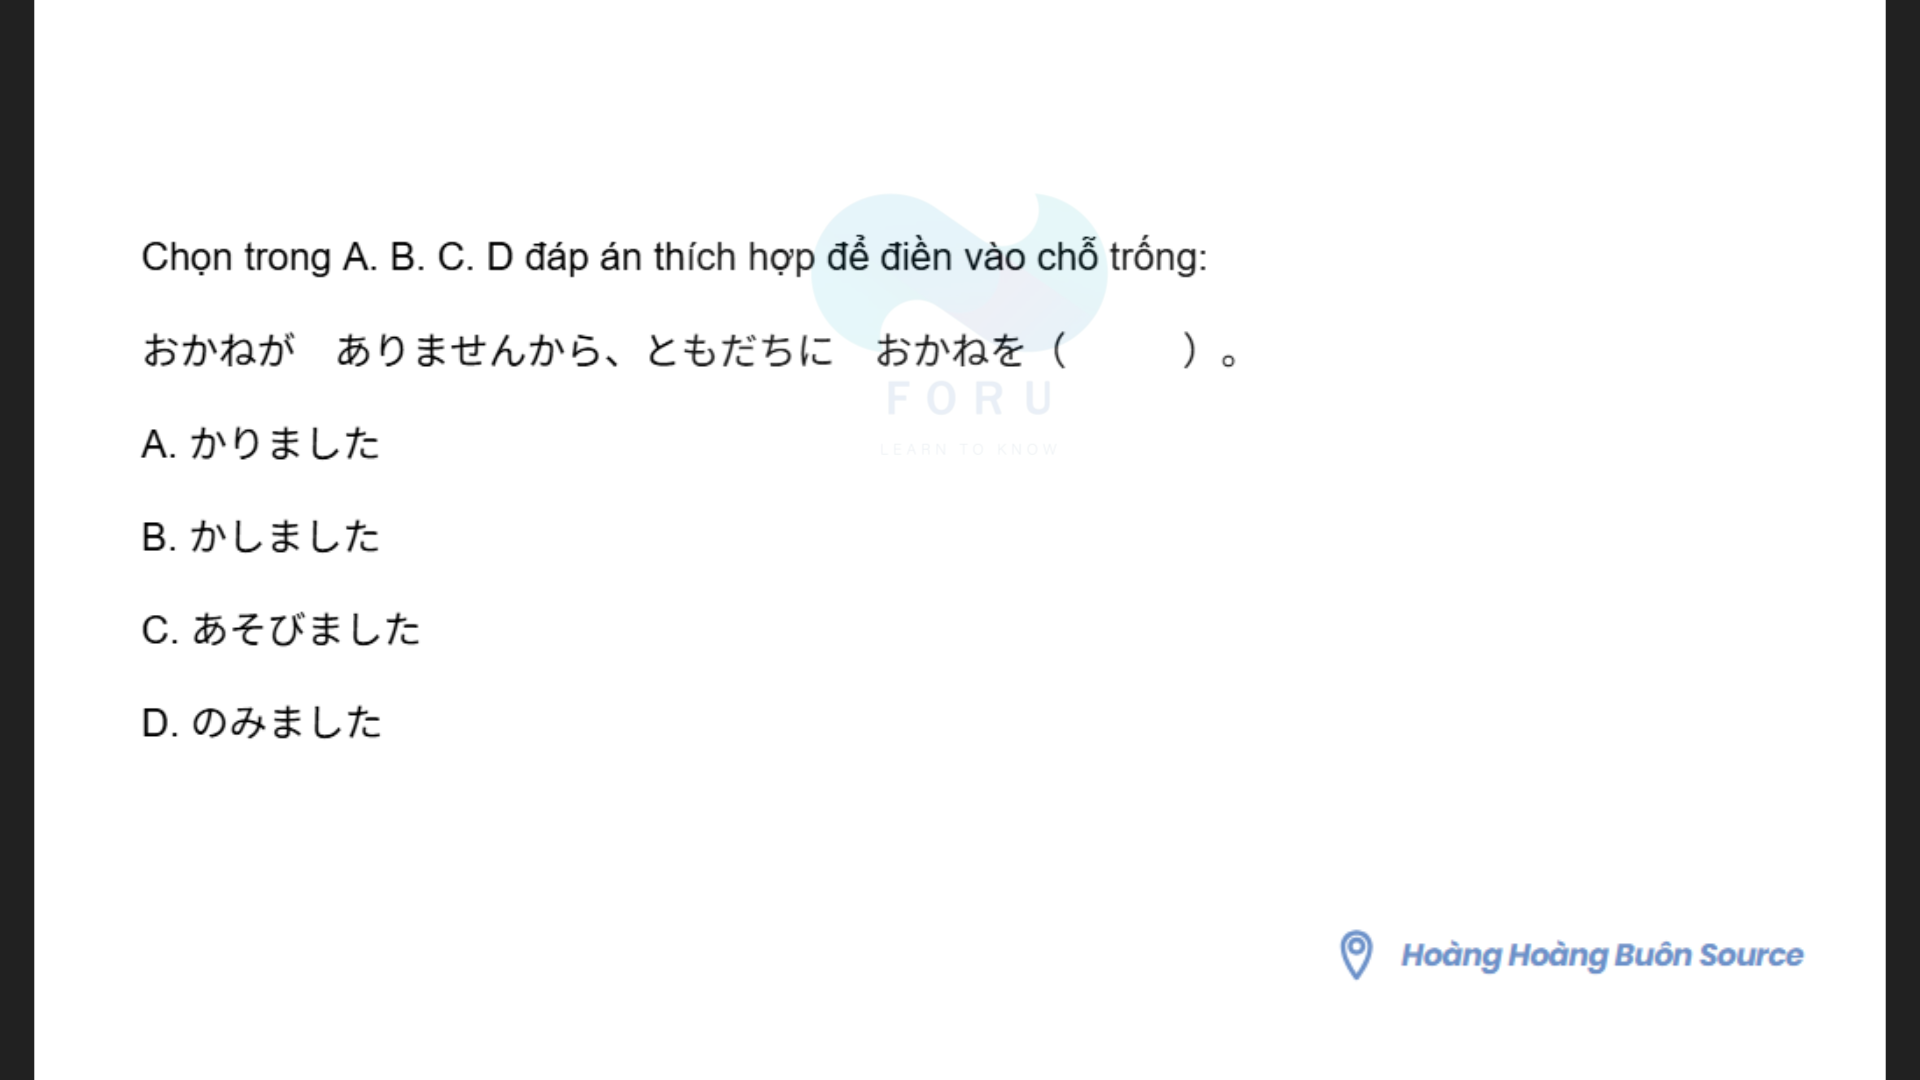 Chọn trong A. B. C. D đáp án thích hợp để điền vào chỗ trống:
おかねが　ありませんから、ともだちに　おかねを（　　　）。
FORU
LEARN TO KNOW
A. かりました
B. かしました
C. あそびました
D. のみました
Hoàng Hoàng Buôn Source